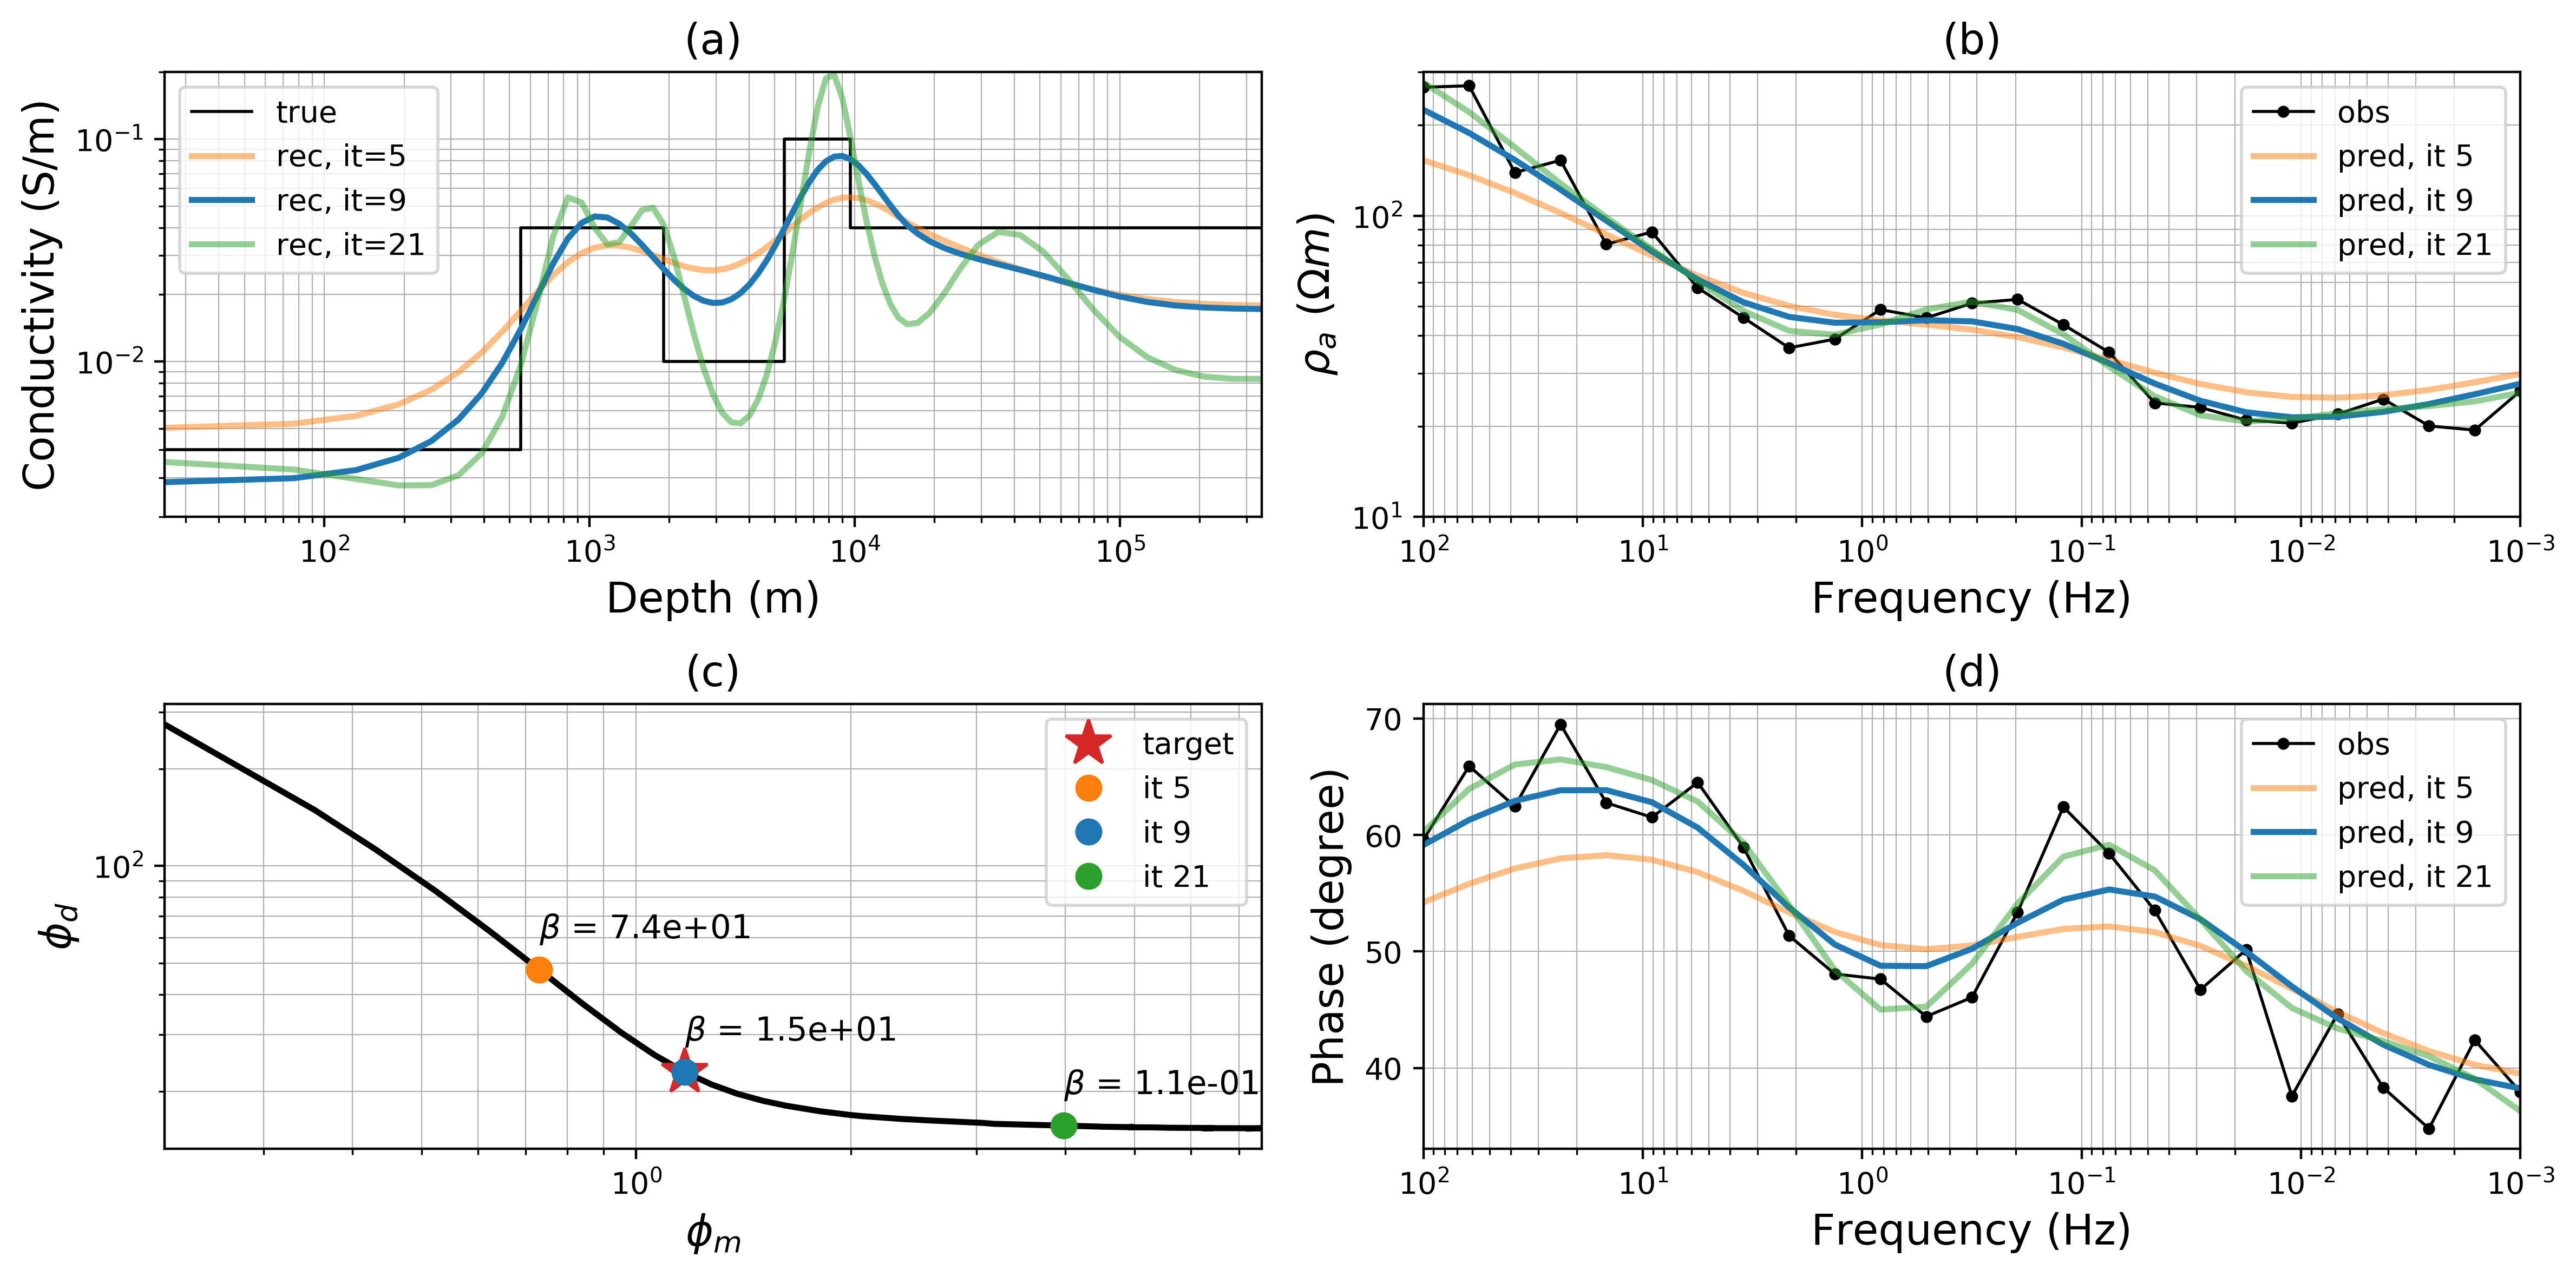 (a)
Conductivity (S/m)
10⁻¹
10⁻²
true
rec, it=5
rec, it=9
rec, it=21
10² 10³ 10⁴ 10⁵
Depth (m)
(b)
ρₐ (Ωm)
10²
10¹
obs
pred, it 5
pred, it 9
pred, it 21
10² 10¹ 10⁰ 10⁻¹ 10⁻² 10⁻³
Frequency (Hz)
(c)
ϕ_d
10²
target
it 5
it 9
it 21
β = 7.4e+01
β = 1.5e+01
β = 1.1e-01
10⁰
ϕₘ
(d)
Phase (degree)
70
60
50
40
obs
pred, it 5
pred, it 9
pred, it 21
10² 10¹ 10⁰ 10⁻¹ 10⁻² 10⁻³
Frequency (Hz)